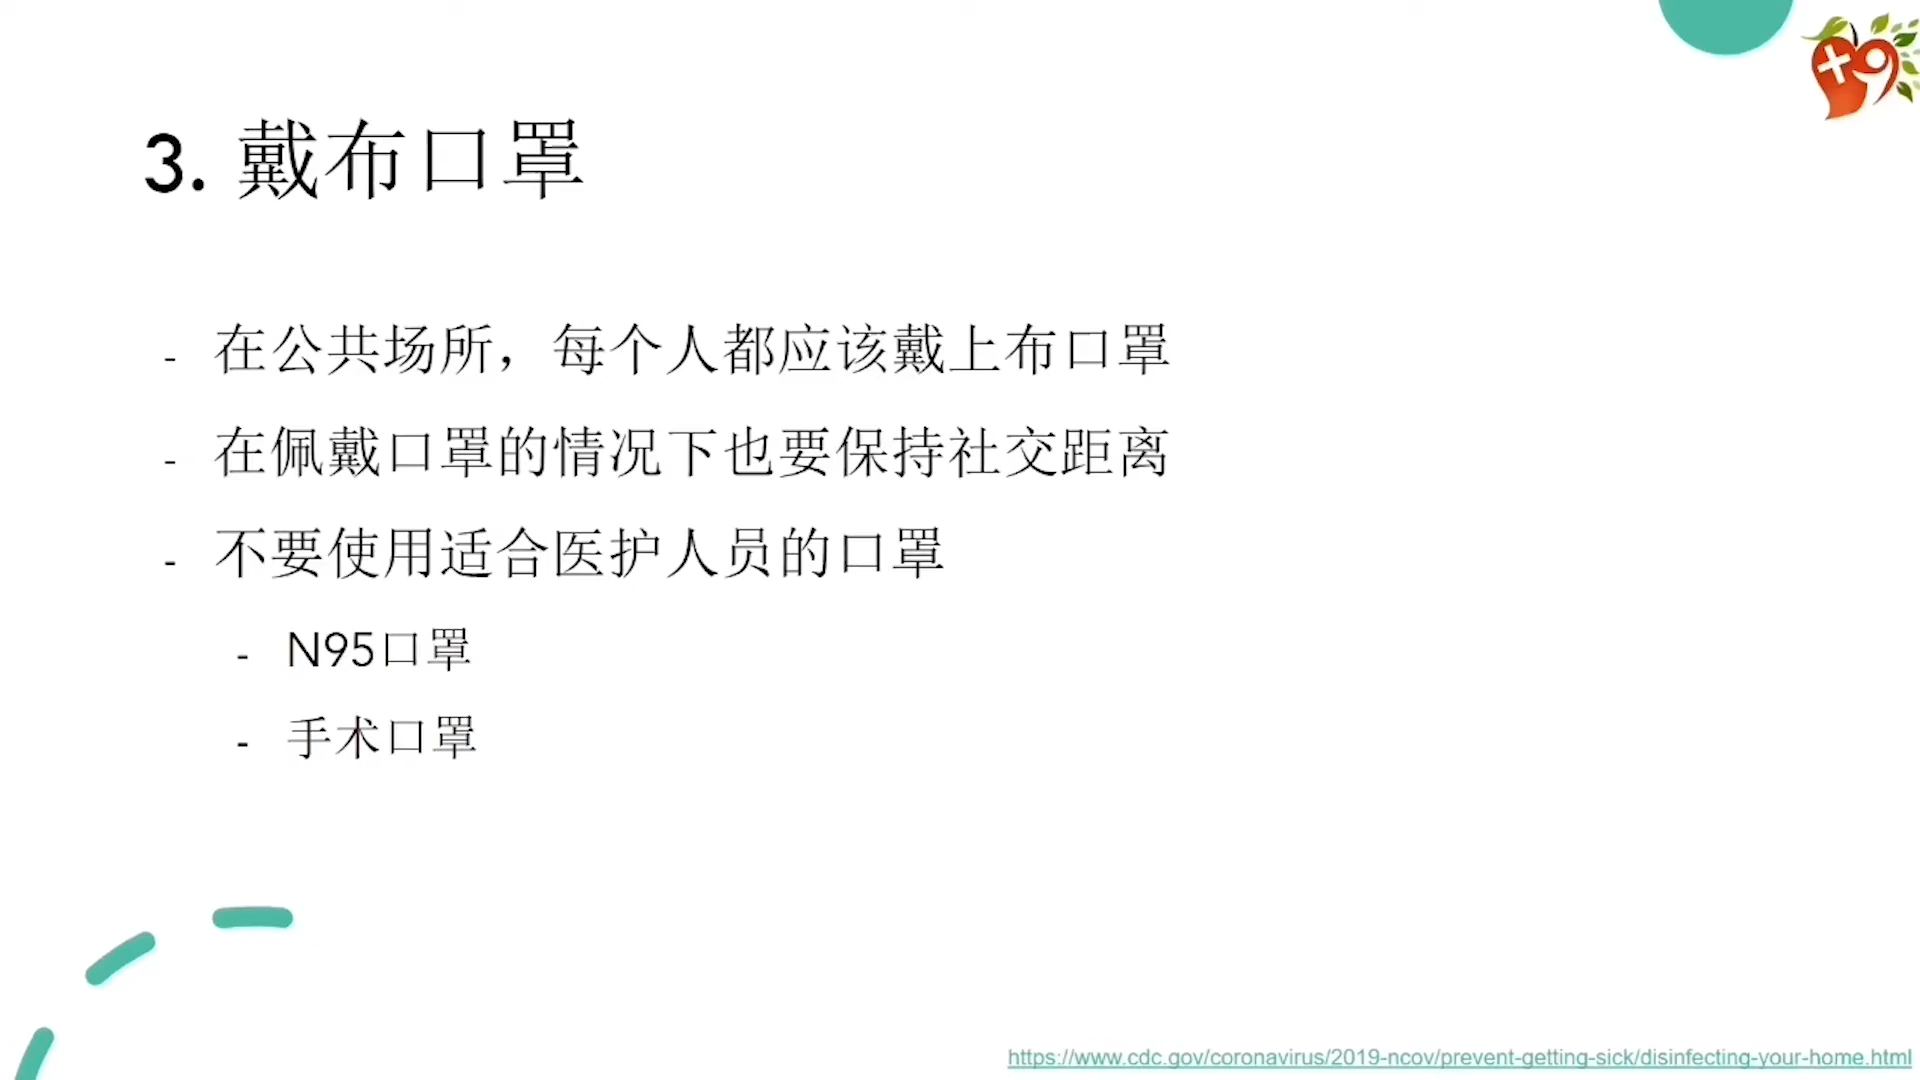 3. 戴布口罩
- 在公共场所，每个人都应该戴上布口罩
- 在佩戴口罩的情况下也要保持社交距离
- 不要使用适合医护人员的口罩
- N95口罩
- 手术口罩
https://www.cdc.gov/coronavirus/2019-ncov/prevent-getting-sick/disinfecting-your-home.html